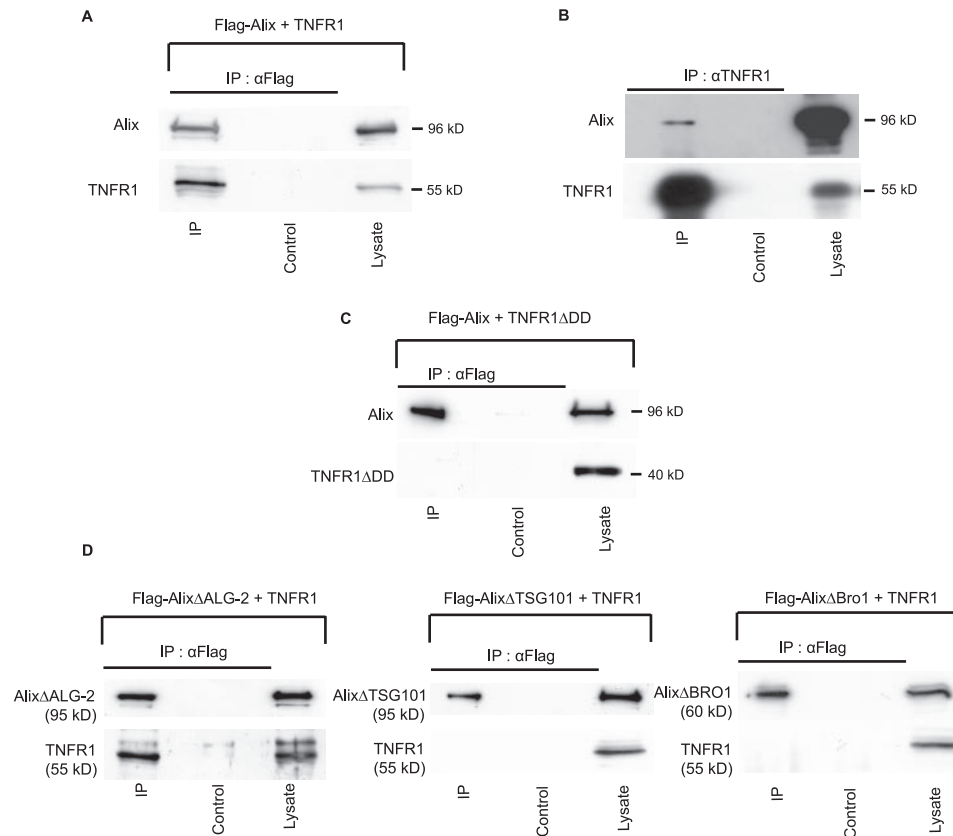 A
Flag-Alix + TNFR1
IP : αFlag
Alix
96 kD
TNFR1
55 kD
IP
Control
Lysate
B
IP : αTNFR1
Alix
96 kD
TNFR1
55 kD
IP
Control
Lysate
C
Flag-Alix + TNFR1ΔDD
IP : αFlag
Alix
96 kD
TNFR1ΔDD
40 kD
IP
Control
Lysate
D
Flag-AlixΔALG-2 + TNFR1
IP : αFlag
AlixΔALG-2
(95 kD)
TNFR1
(55 kD)
IP
Control
Lysate
Flag-AlixΔTSG101 + TNFR1
IP : αFlag
AlixΔTSG101
(95 kD)
TNFR1
(55 kD)
IP
Control
Lysate
Flag-AlixΔBro1 + TNFR1
IP : αFlag
AlixΔBRO1
(60 kD)
TNFR1
(55 kD)
IP
Control
Lysate